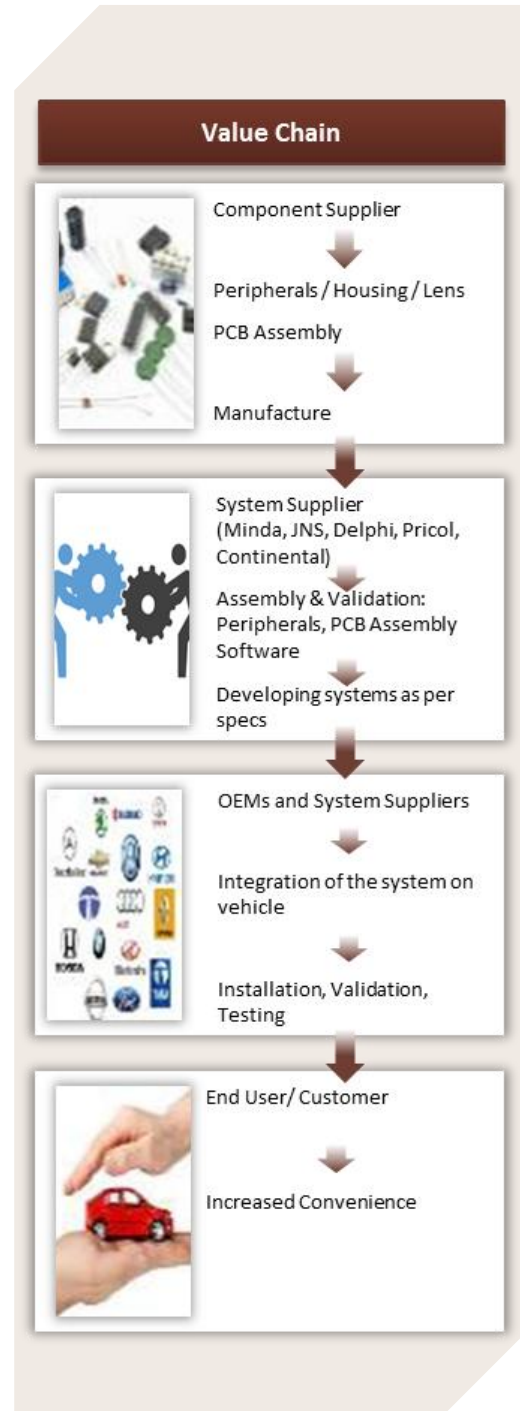 Value Chain
Component Supplier
Peripherals / Housing / Lens
PCB Assembly
Manufacture
System Supplier
(Minda, JNS, Delphi, Pricol,
Continental)
Assembly & Validation:
Peripherals, PCB Assembly
Software
Developing systems as per
specs
OEMs and System Suppliers
Integration of the system on
vehicle
Installation, Validation,
Testing
End User/ Customer
Increased Convenience